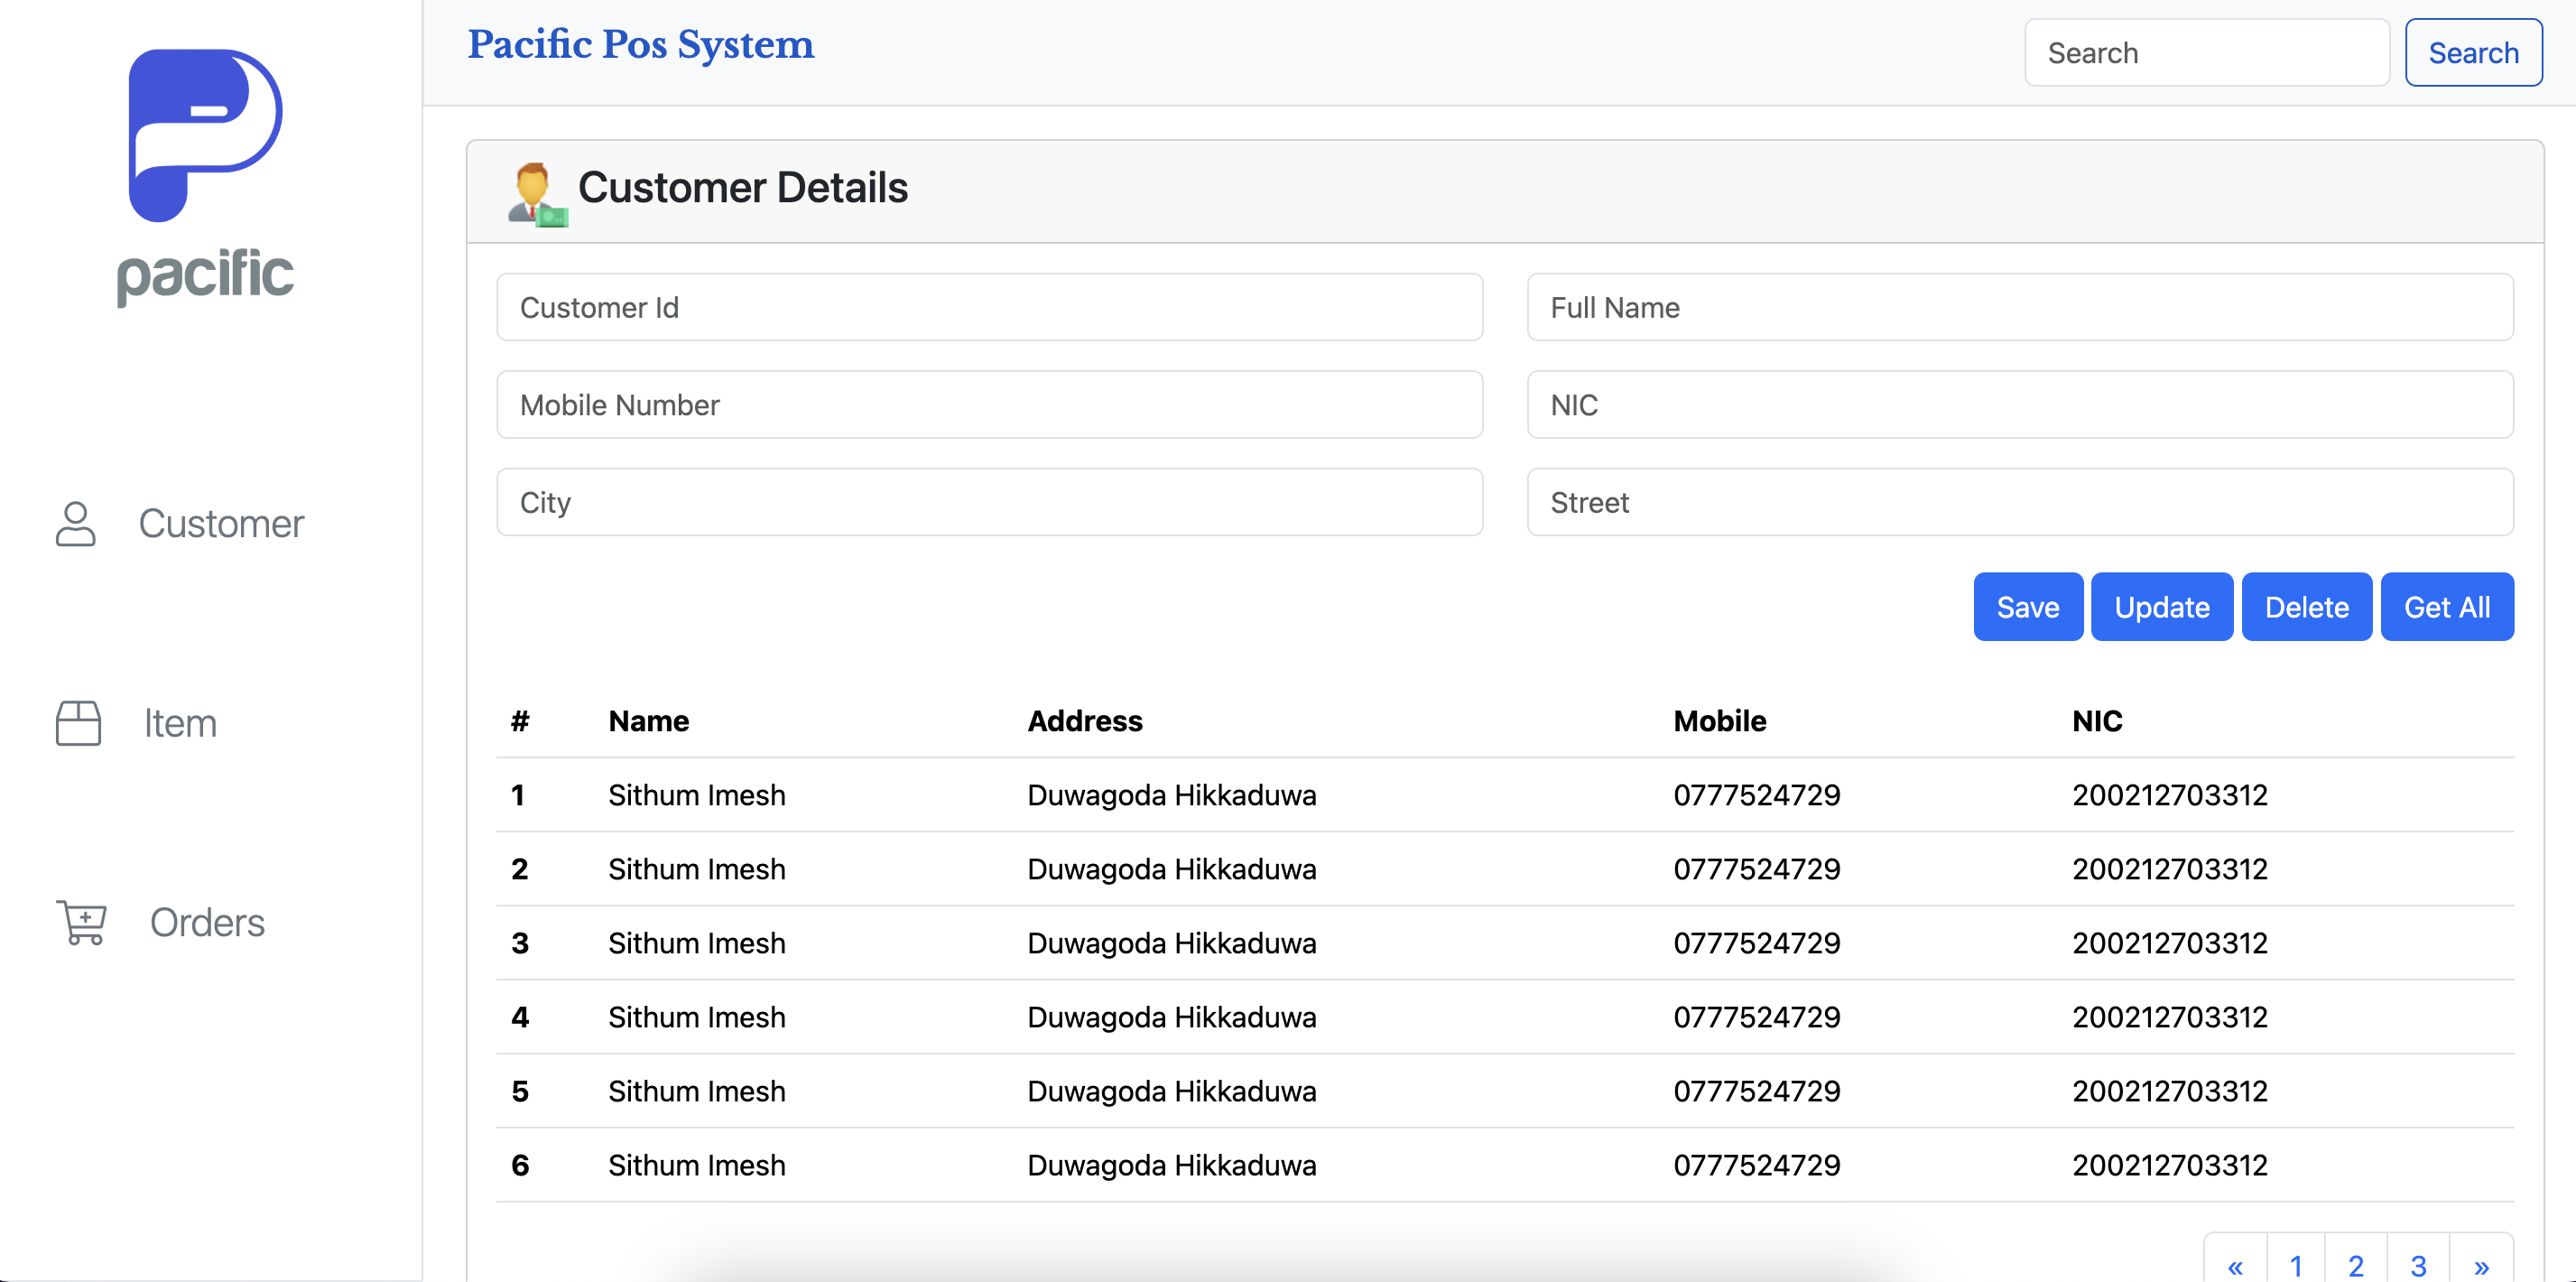 pacific
Customer
Item
Orders
Pacific Pos System
Search Search
Customer Details
Customer Id Full Name
Mobile Number NIC
City Street
Save Update Delete Get All
# Name Address Mobile NIC
1 Sithum Imesh Duwagoda Hikkaduwa 0777524729 200212703312
2 Sithum Imesh Duwagoda Hikkaduwa 0777524729 200212703312
3 Sithum Imesh Duwagoda Hikkaduwa 0777524729 200212703312
4 Sithum Imesh Duwagoda Hikkaduwa 0777524729 200212703312
5 Sithum Imesh Duwagoda Hikkaduwa 0777524729 200212703312
6 Sithum Imesh Duwagoda Hikkaduwa 0777524729 200212703312
« 1 2 3 »